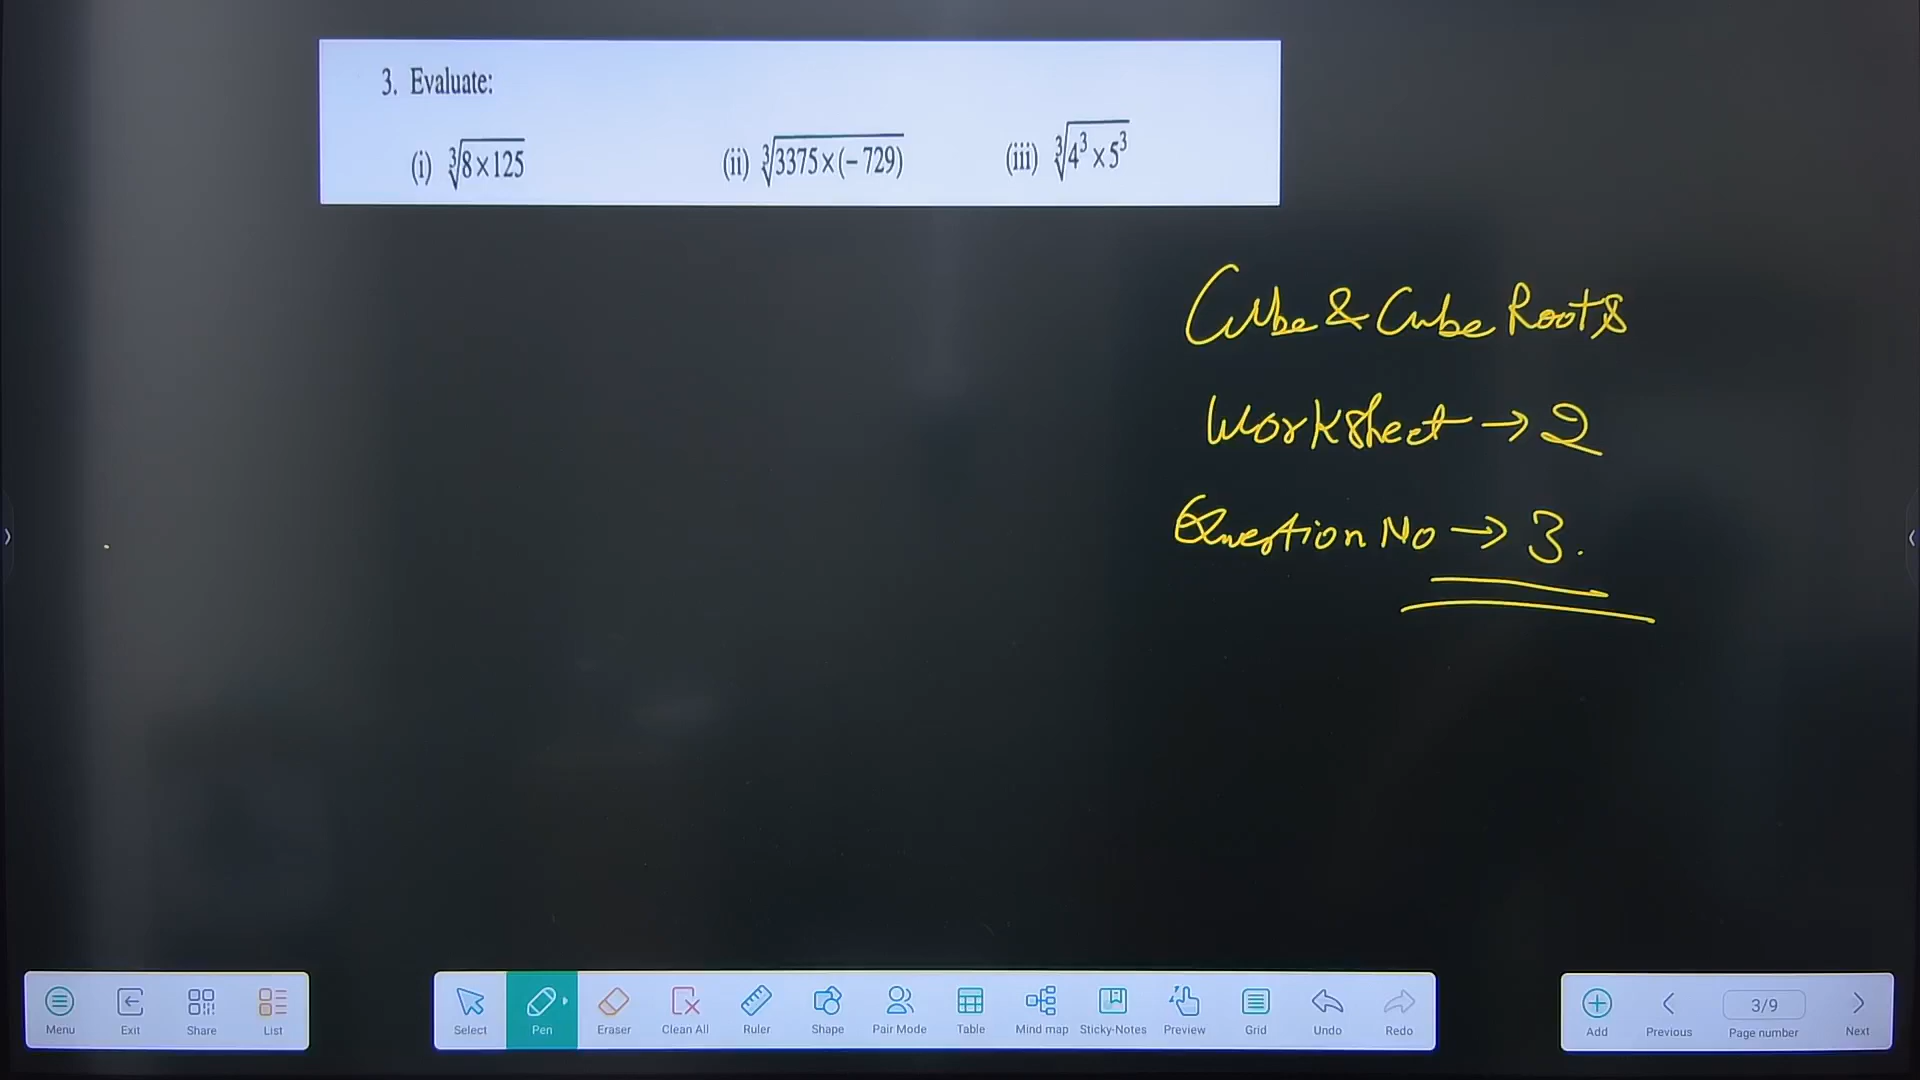 3. Evaluate:
(i) ∛8×125 (ii) ∛3375×(–729) (iii) ∛4³×5³
Cube & Cube Roots
Worksheet → 2
Question No → 3.
Menu Exit Share List Select Pen Eraser Clean All Ruler Shape Pair Mode Table Mind map Sticky-Notes Preview Grid Undo Redo Add Previous 3/9 Page number Next